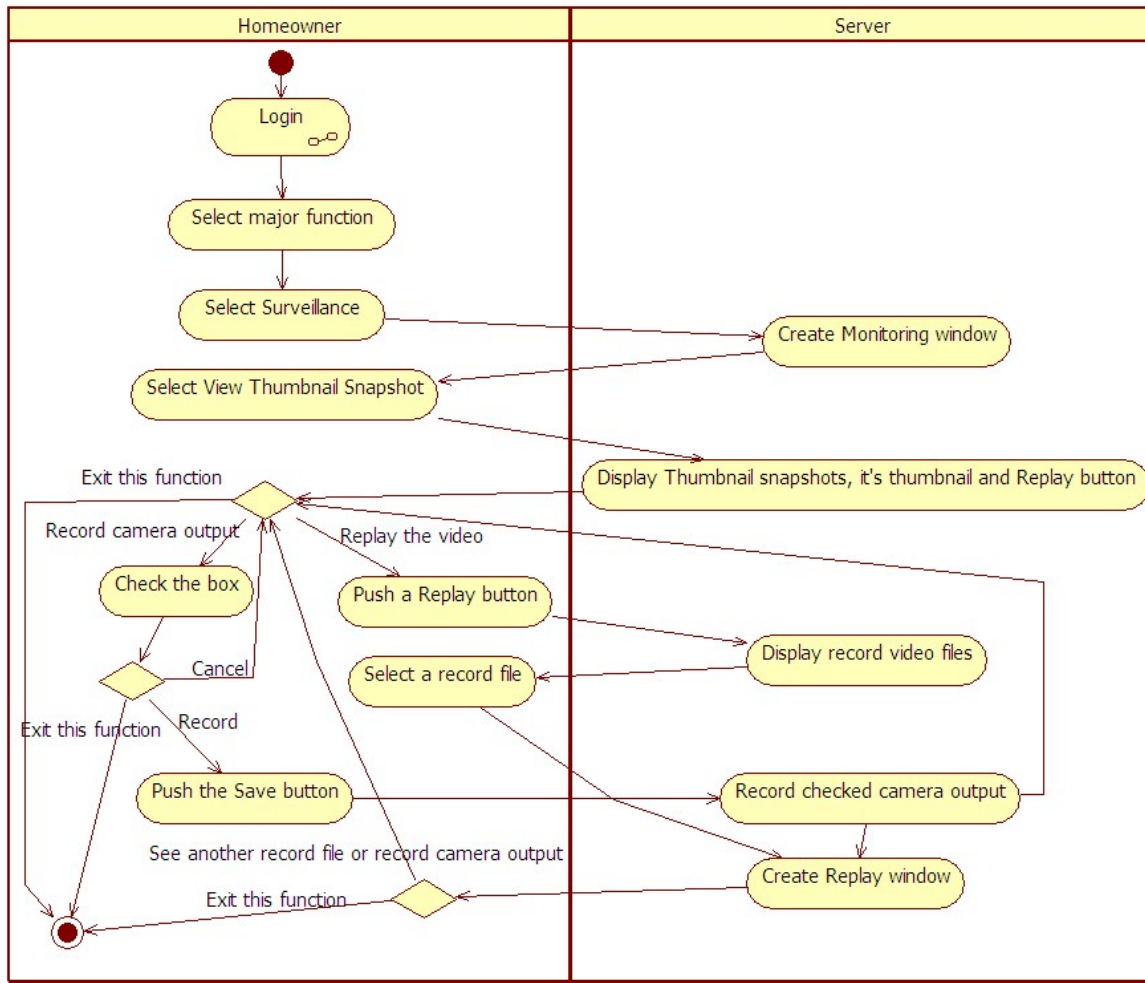 Homeowner
Server
Login
Select major function
Select Surveillance
Create Monitoring window
Select View Thumbnail Snapshot
Display Thumbnail snapshots, it's thumbnail and Replay button
Exit this function
Record camera output
Replay the video
Check the box
Push a Replay button
Display record video files
Select a record file
Cancel
Exit this function
Record
Push the Save button
Record checked camera output
See another record file or record camera output
Create Replay window
Exit this function